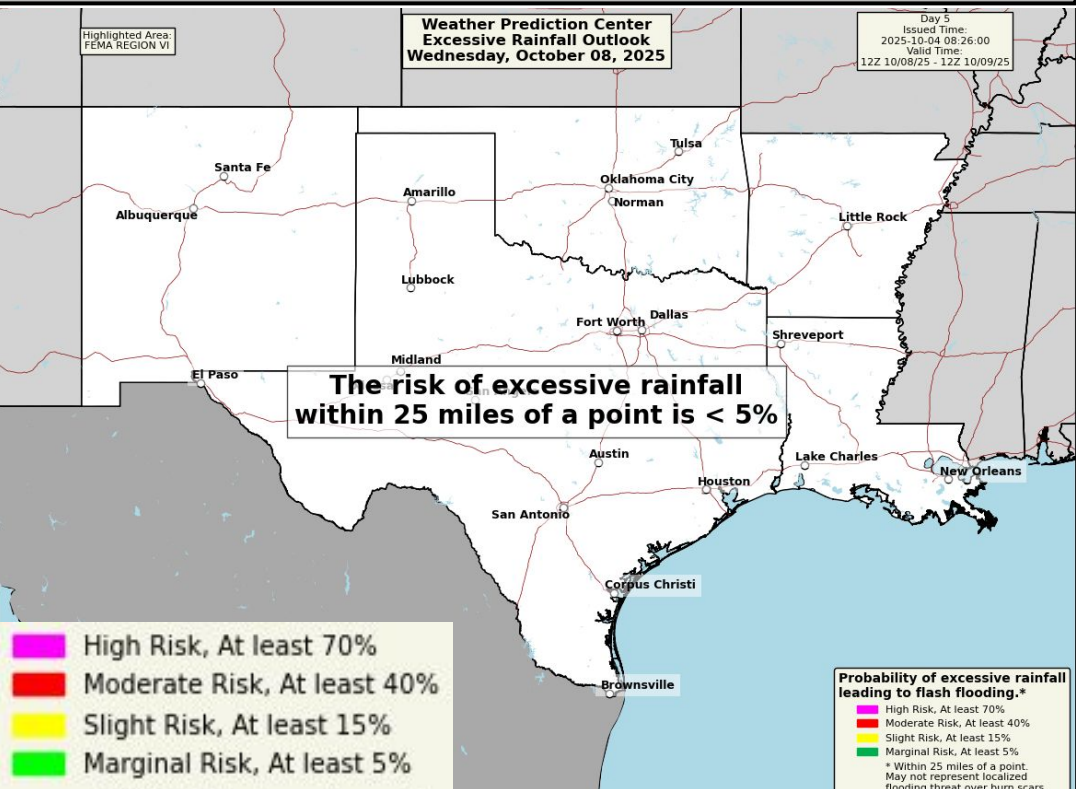 Highlighted Area:
FEMA REGION VI
Weather Prediction Center
Excessive Rainfall Outlook
Wednesday, October 08, 2025
Day 5
Issued Time:
2025-10-04 08:26:00
Valid Time:
12Z 10/08/25 - 12Z 10/09/25
Tulsa
Santa Fe
Oklahoma City
Amarillo
Norman
Albuquerque
Little Rock
Lubbock
Dallas
Fort Worth
Shreveport
Midland
El Paso
The risk of excessive rainfall
within 25 miles of a point is < 5%
Austin
Lake Charles
New Orleans
Houston
San Antonio
Corpus Christi
Brownsville
High Risk, At least 70%
Moderate Risk, At least 40%
Slight Risk, At least 15%
Marginal Risk, At least 5%
Probability of excessive rainfall
leading to flash flooding.*
High Risk, At least 70%
Moderate Risk, At least 40%
Slight Risk, At least 15%
Marginal Risk, At least 5%
* Within 25 miles of a point.
May not represent localized
flooding threat over burn scars